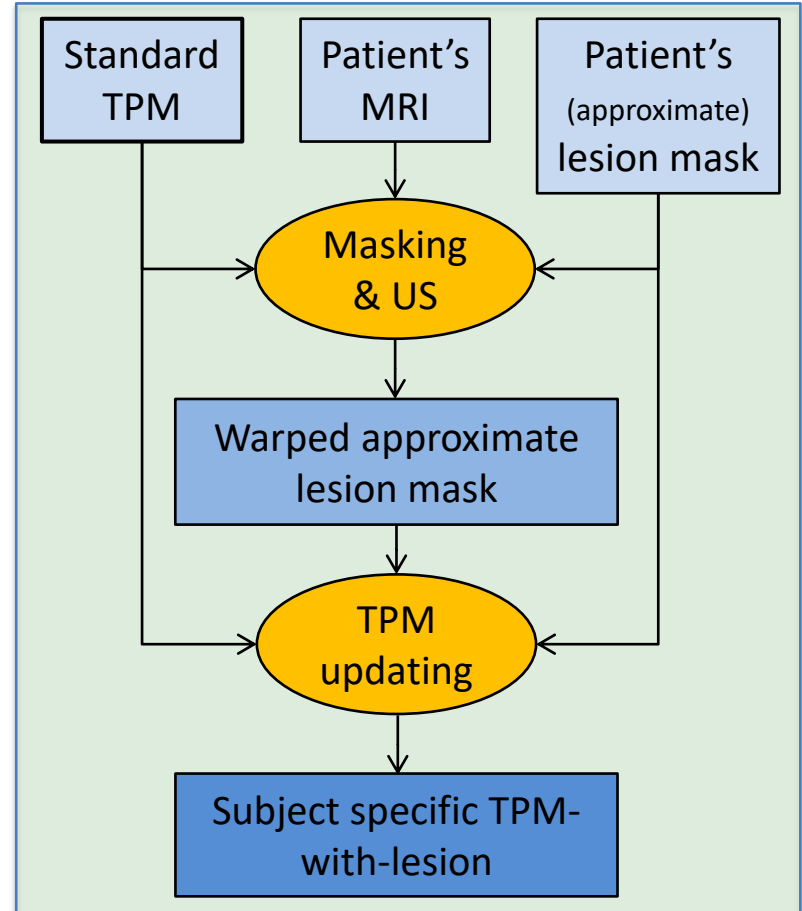 Standard
TPM
Patient’s
MRI
Patient’s
(approximate)
lesion mask
Masking
& US
Warped approximate
lesion mask
TPM
updating
Subject specific TPM-
with-lesion